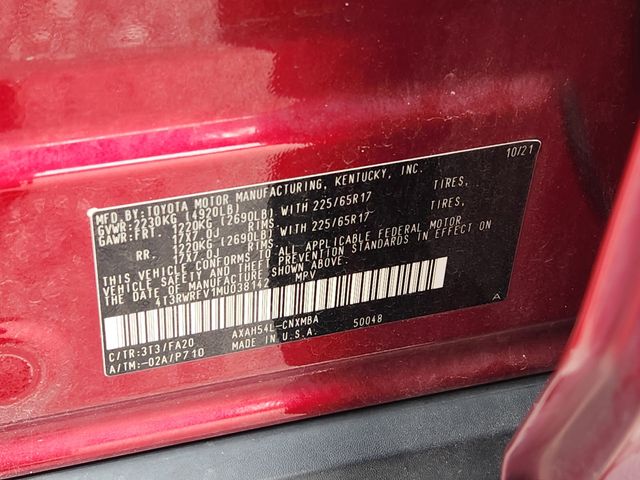 MFD.BY:TOYOTA MOTOR MANUFACTURING, KENTUCKY, INC. 10/21
GVWR:2230KG (4920LB)
GAWR:FRT. 1220KG (2690LB) WITH 225/65R17 TIRES,
17X7.0J RIMS,
RR. 1220KG (2690LB) WITH 225/65R17 TIRES,
17X7.0J RIMS,
THIS VEHICLE CONFORMS TO ALL APPLICABLE FEDERAL MOTOR
VEHICLE SAFETY STANDARDS IN EFFECT ON THE
DATE OF MANUFACTURE SHOWN ABOVE.
4T3RWRFV1MU038142 MPV
A
AXAH54L-CNXMBA 50048
C/TR:3T3/FA20 MADE IN U.S.A.
A/TM:-02A/P710